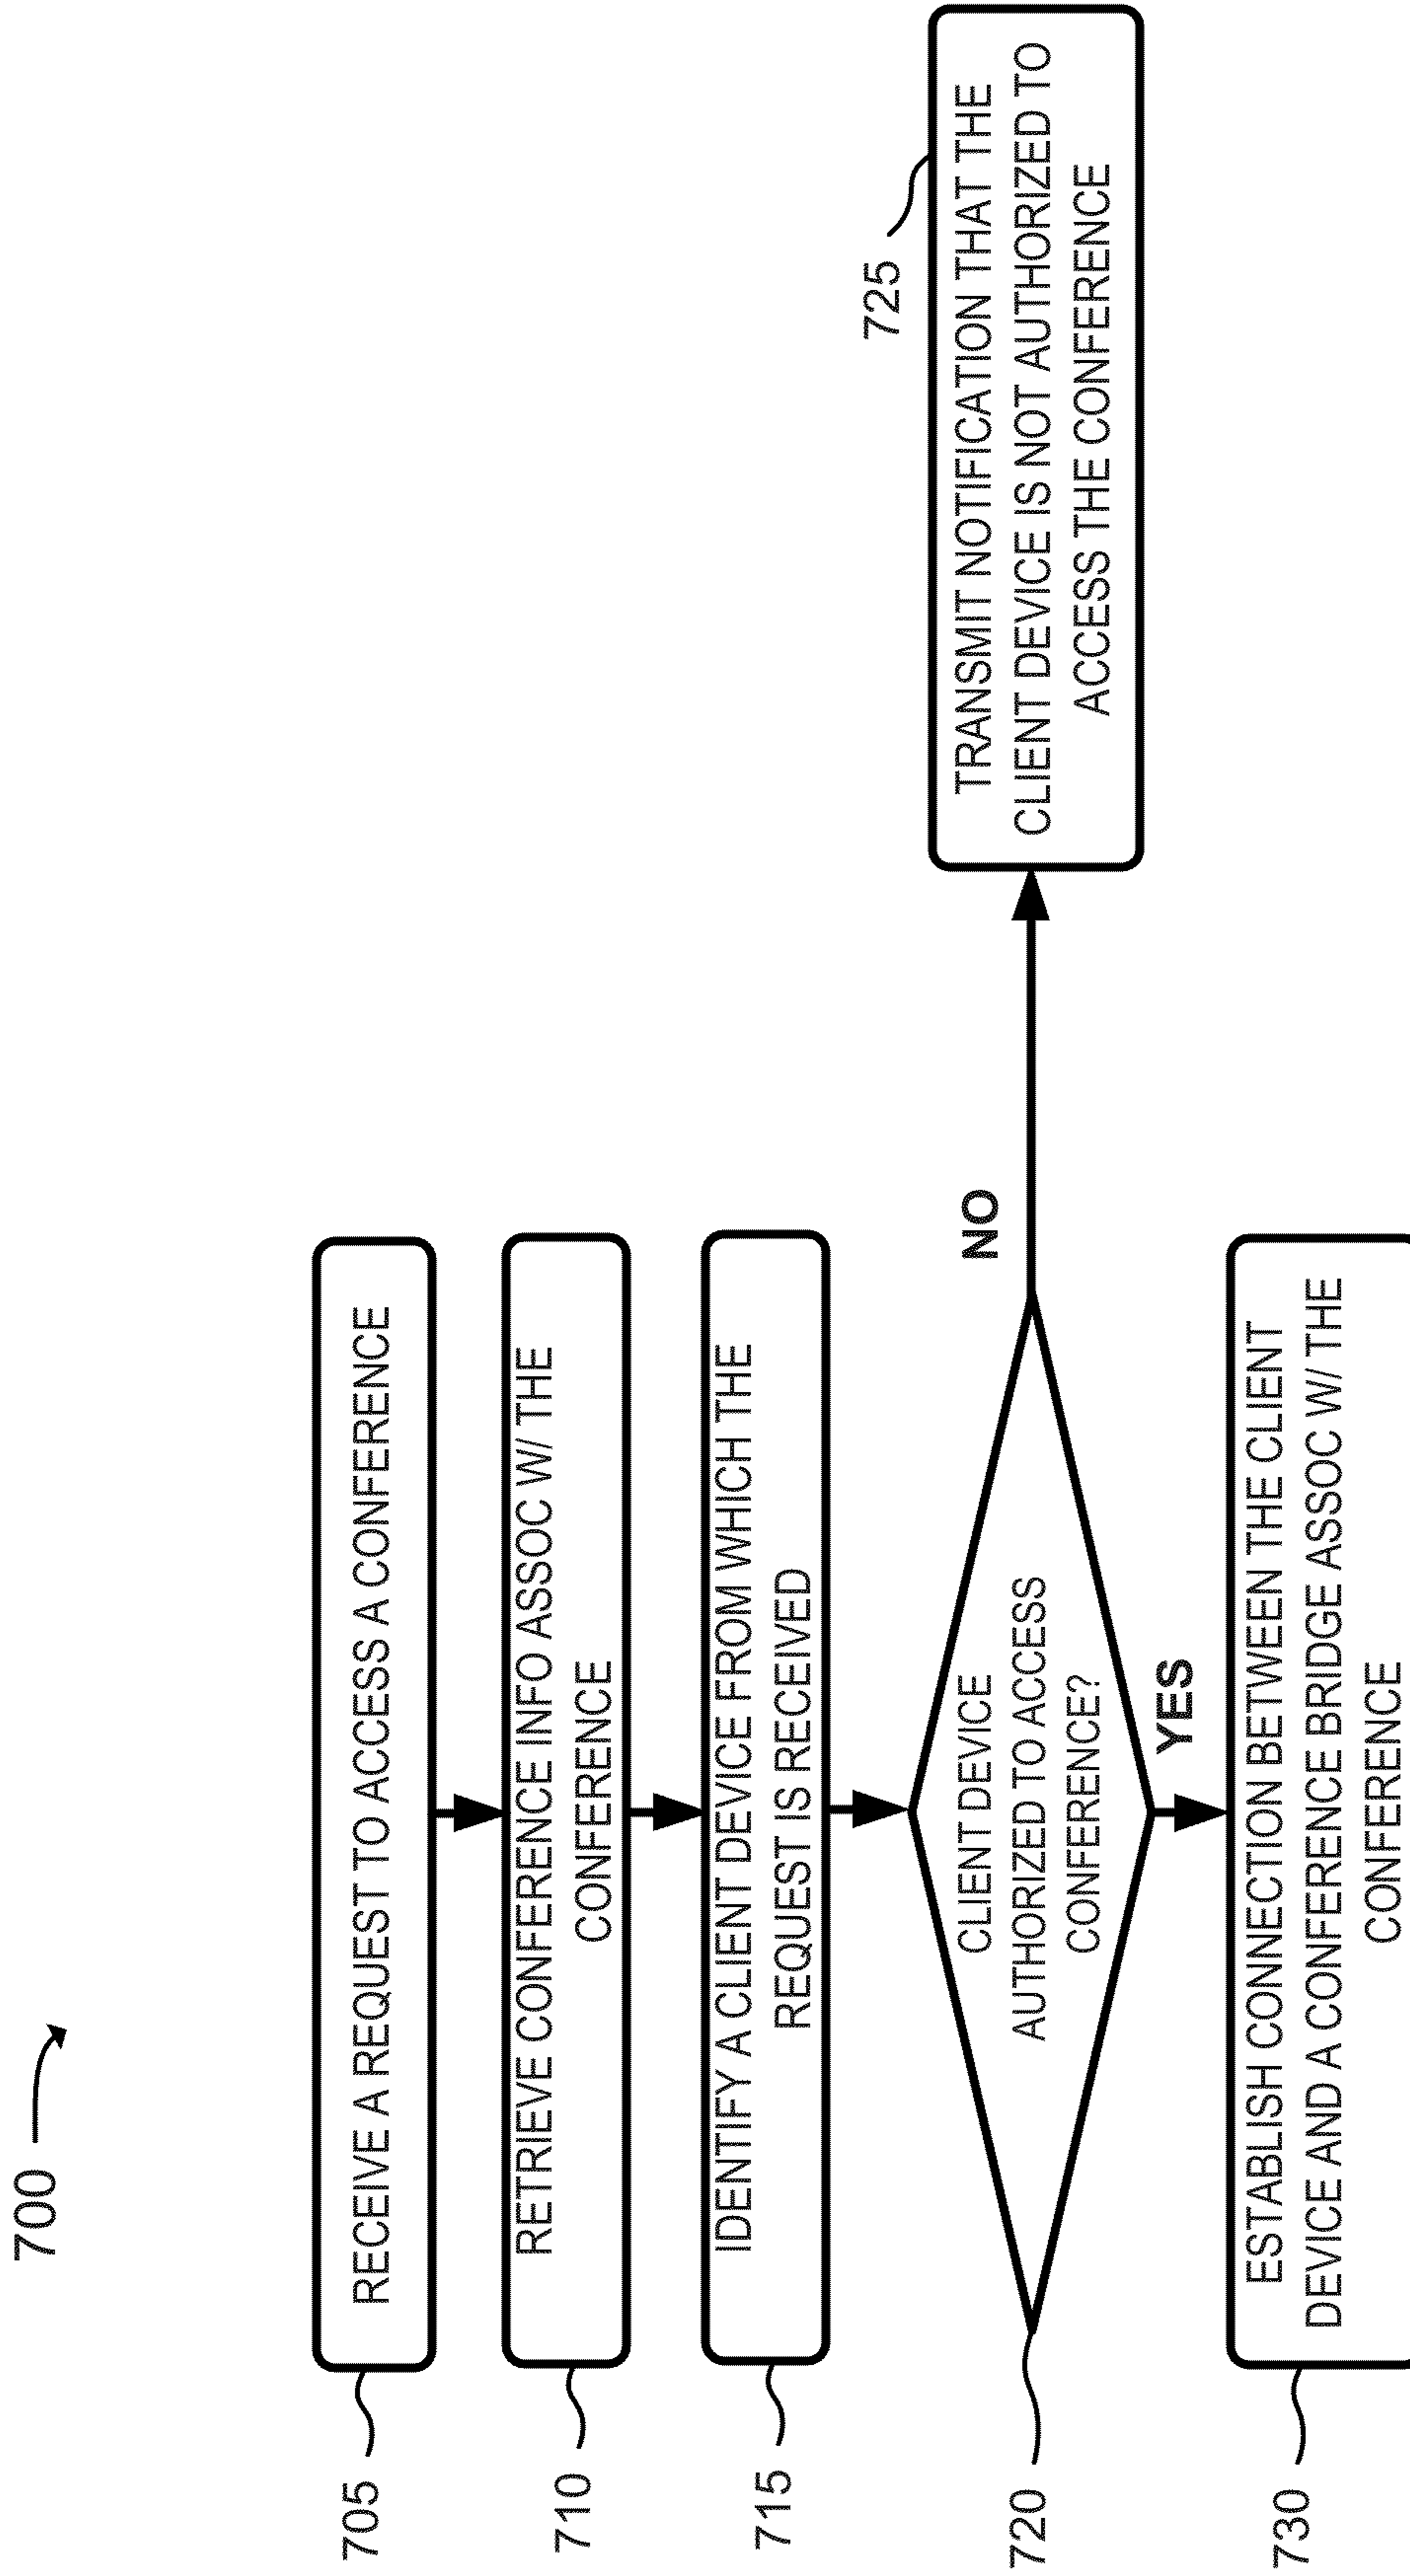 700
705
RECEIVE A REQUEST TO ACCESS A CONFERENCE
710
RETRIEVE CONFERENCE INFO ASSOC W/ THE
CONFERENCE
715
IDENTIFY A CLIENT DEVICE FROM WHICH THE
REQUEST IS RECEIVED
720
CLIENT DEVICE
AUTHORIZED TO ACCESS
CONFERENCE?
NO
725
TRANSMIT NOTIFICATION THAT THE
CLIENT DEVICE IS NOT AUTHORIZED TO
ACCESS THE CONFERENCE
YES
730
ESTABLISH CONNECTION BETWEEN THE CLIENT
DEVICE AND A CONFERENCE BRIDGE ASSOC W/ THE
CONFERENCE